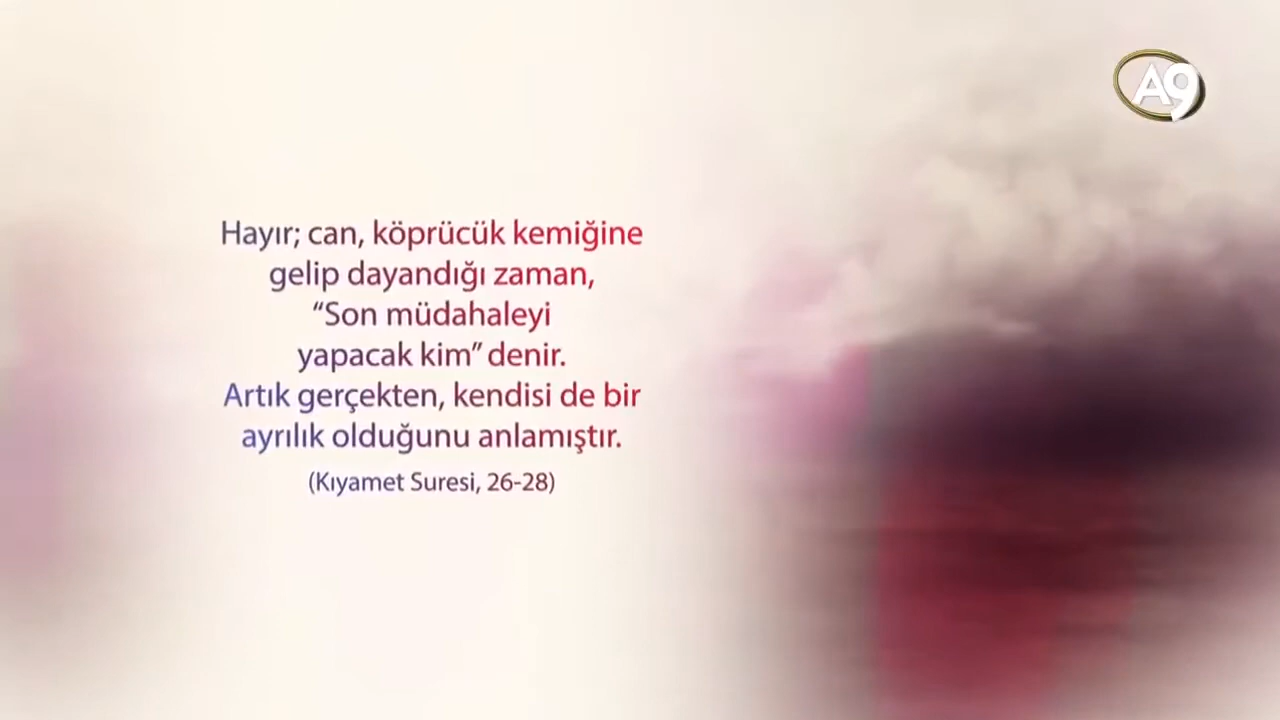 A9
Hayır; can, köprücük kemiğine
gelip dayandığı zaman,
“Son müdahaleyi
yapacak kim” denir.
Artık gerçekten, kendisi de bir
ayrılık olduğunu anlamıştır.
(Kıyamet Suresi, 26-28)